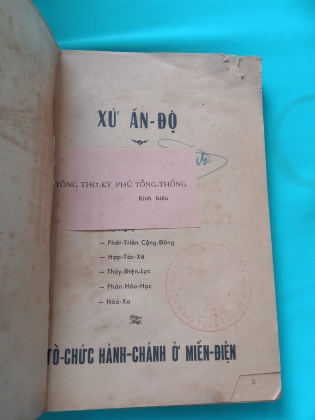 XỨ ẤN-ĐỘ
TỔNG THƠ-KÝ PHỦ TỔNG-THỐNG
Kính biếu
— Phát-Triển Cộng-Đồng
— Hợp-Tác-Xã
— Thủy-Điện-Lực
— Phân Hóa-Học
— Hỏa-Xa
TỔ-CHỨC HÀNH-CHÁNH Ở MIẾN-ĐIỆN